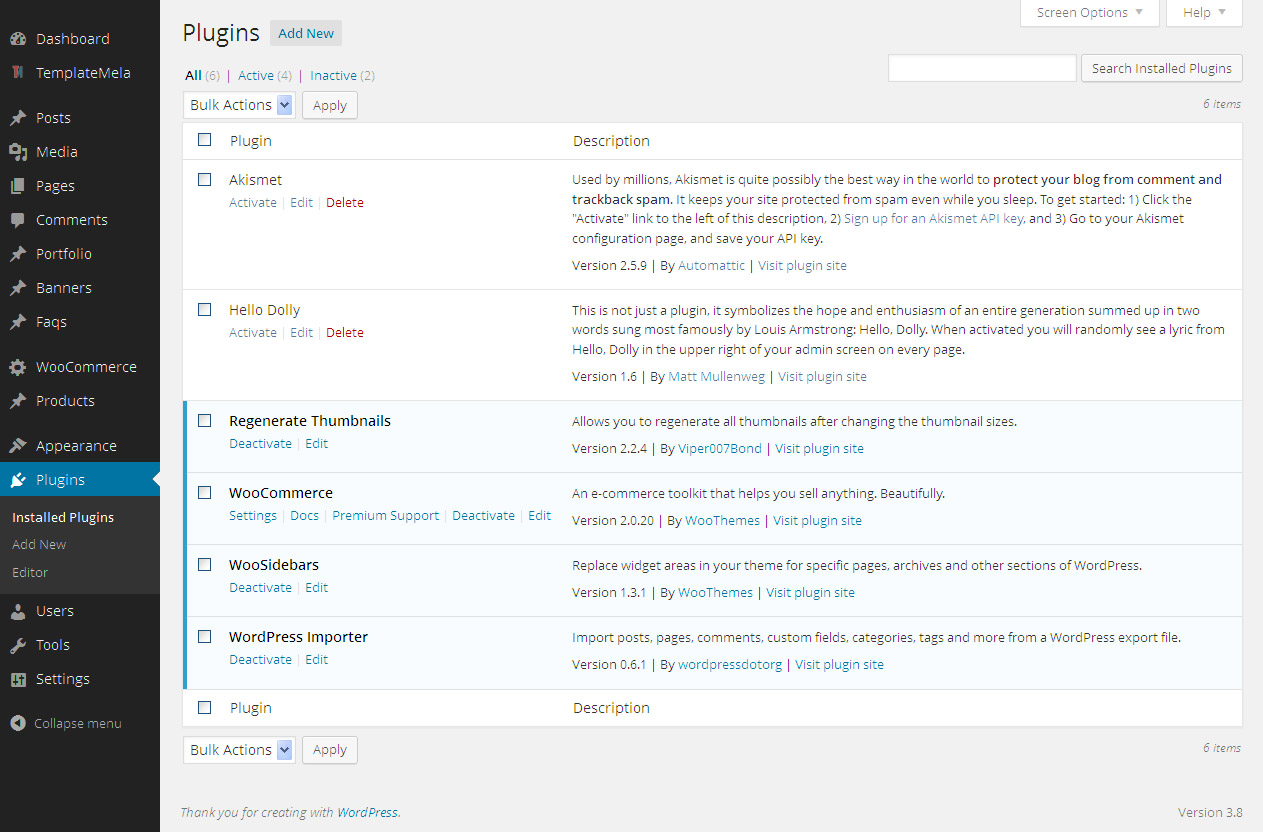 Screen Options Help
Dashboard
TemplateMela
Posts
Media
Pages
Comments
Portfolio
Banners
Faqs
WooCommerce
Products
Appearance
Plugins
Installed Plugins
Add New
Editor
Users
Tools
Settings
Collapse menu
Plugins Add New
All (6) | Active (4) | Inactive (2)
Search Installed Plugins
Bulk Actions Apply
6 items
Plugin Description
Akismet
Activate | Edit | Delete
Used by millions, Akismet is quite possibly the best way in the world to protect your blog from comment and
trackback spam. It keeps your site protected from spam even while you sleep. To get started: 1) Click the
"Activate" link to the left of this description, 2) Sign up for an Akismet API key, and 3) Go to your Akismet
configuration page, and save your API key.
Version 2.5.9 | By Automattic | Visit plugin site
Hello Dolly
Activate | Edit | Delete
This is not just a plugin, it symbolizes the hope and enthusiasm of an entire generation summed up in two
words sung most famously by Louis Armstrong: Hello, Dolly. When activated you will randomly see a lyric from
Hello, Dolly in the upper right of your admin screen on every page.
Version 1.6 | By Matt Mullenweg | Visit plugin site
Regenerate Thumbnails
Deactivate | Edit
Allows you to regenerate all thumbnails after changing the thumbnail sizes.
Version 2.2.4 | By Viper007Bond | Visit plugin site
WooCommerce
Settings | Docs | Premium Support | Deactivate | Edit
An e-commerce toolkit that helps you sell anything. Beautifully.
Version 2.0.20 | By WooThemes | Visit plugin site
WooSidebars
Deactivate | Edit
Replace widget areas in your theme for specific pages, archives and other sections of WordPress.
Version 1.3.1 | By WooThemes | Visit plugin site
WordPress Importer
Deactivate | Edit
Import posts, pages, comments, custom fields, categories, tags and more from a WordPress export file.
Version 0.6.1 | By wordpressdotorg | Visit plugin site
Plugin Description
Bulk Actions Apply
6 items
Thank you for creating with WordPress.
Version 3.8